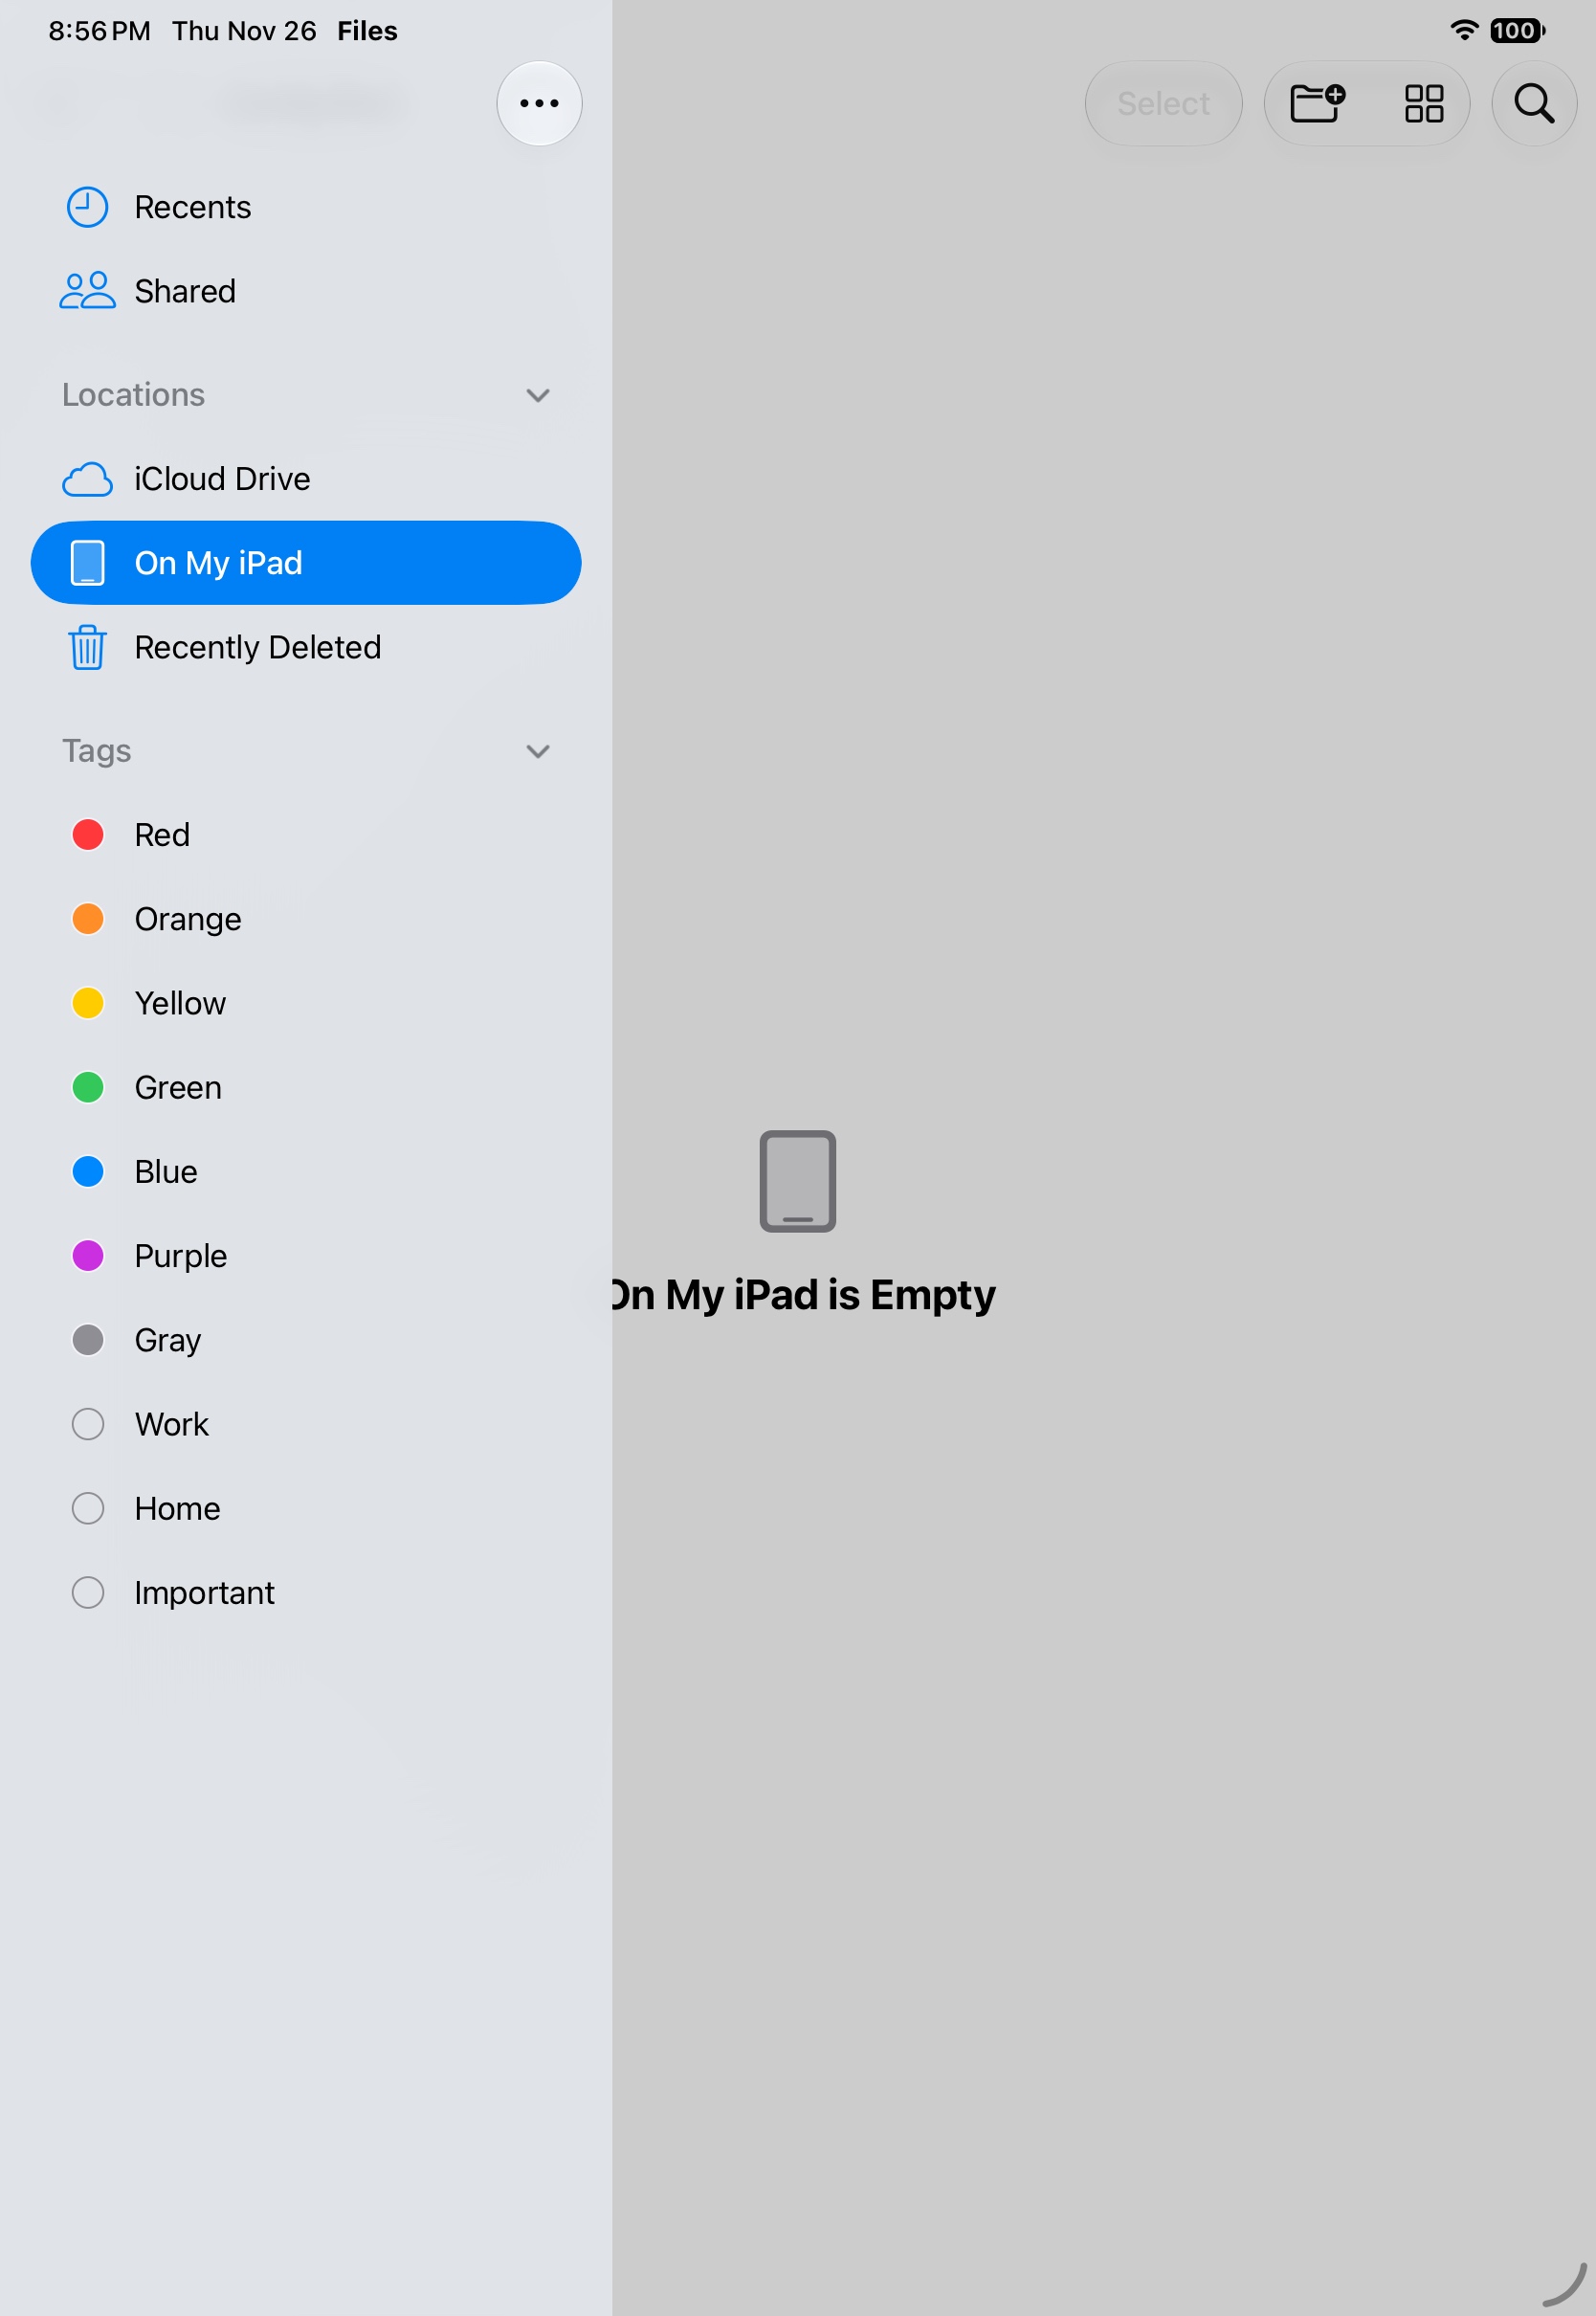 8:56 PM Thu Nov 26 Files
100
Select
Recents
Shared
Locations
iCloud Drive
On My iPad
Recently Deleted
Tags
Red
Orange
Yellow
Green
Blue
Purple
Gray
Work
Home
Important
On My iPad is Empty